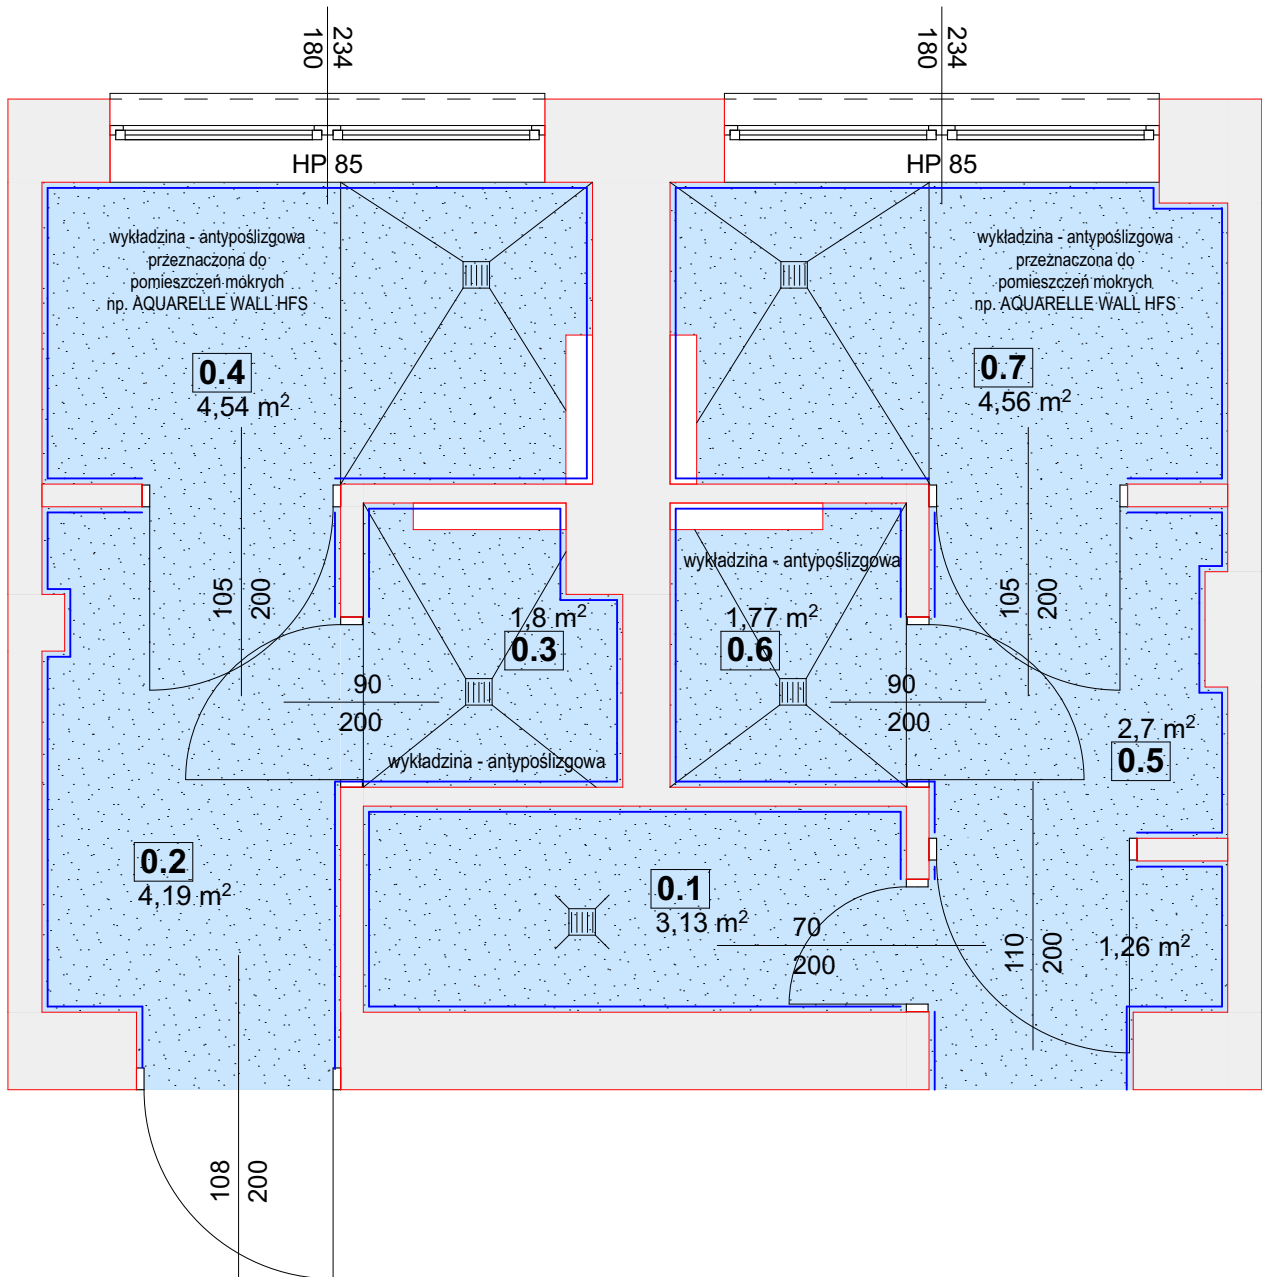 234
180
234
180
HP 85
HP 85
wykładzina - antypoślizgowa
przeznaczona do
pomieszczeń mokrych
np. AQUARELLE WALL HFS
wykładzina - antypoślizgowa
przeznaczona do
pomieszczeń mokrych
np. AQUARELLE WALL HFS
0.4
4,54 m²
0.7
4,56 m²
105
200
105
200
wykładzina - antypoślizgowa
1,8 m²
0.3
1,77 m²
0.6
90
200
90
200
wykładzina - antypoślizgowa
2,7 m²
0.5
0.2
4,19 m²
0.1
3,13 m²
70
200
110
200
1,26 m²
108
200